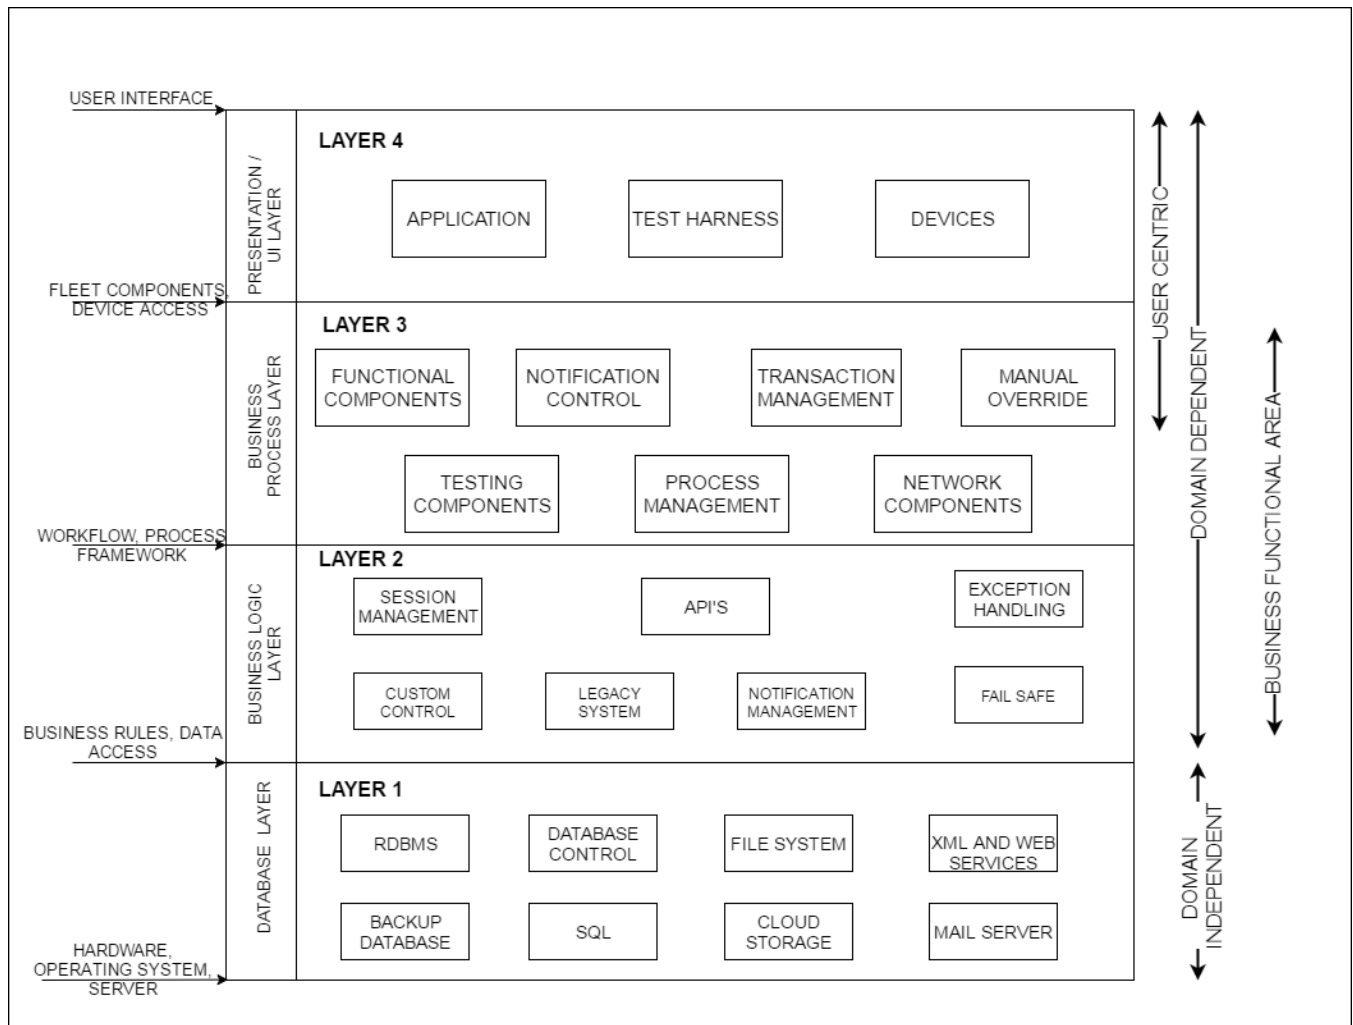 USER INTERFACE
LAYER 4
PRESENTATION /
UI LAYER
APPLICATION
TEST HARNESS
DEVICES
FLEET COMPONENTS,
DEVICE ACCESS
LAYER 3
BUSINESS
PROCESS LAYER
FUNCTIONAL
COMPONENTS
NOTIFICATION
CONTROL
TRANSACTION
MANAGEMENT
MANUAL
OVERRIDE
TESTING
COMPONENTS
PROCESS
MANAGEMENT
NETWORK
COMPONENTS
WORKFLOW, PROCESS
FRAMEWORK
LAYER 2
BUSINESS LOGIC
LAYER
SESSION
MANAGEMENT
API'S
EXCEPTION
HANDLING
CUSTOM
CONTROL
LEGACY
SYSTEM
NOTIFICATION
MANAGEMENT
FAIL SAFE
BUSINESS RULES, DATA
ACCESS
LAYER 1
DATABASE LAYER
RDBMS
DATABASE
CONTROL
FILE SYSTEM
XML AND WEB
SERVICES
BACKUP
DATABASE
SQL
CLOUD
STORAGE
MAIL SERVER
HARDWARE,
OPERATING SYSTEM,
SERVER
USER CENTRIC
DOMAIN DEPENDENT
BUSINESS FUNCTIONAL AREA
DOMAIN
INDEPENDENT